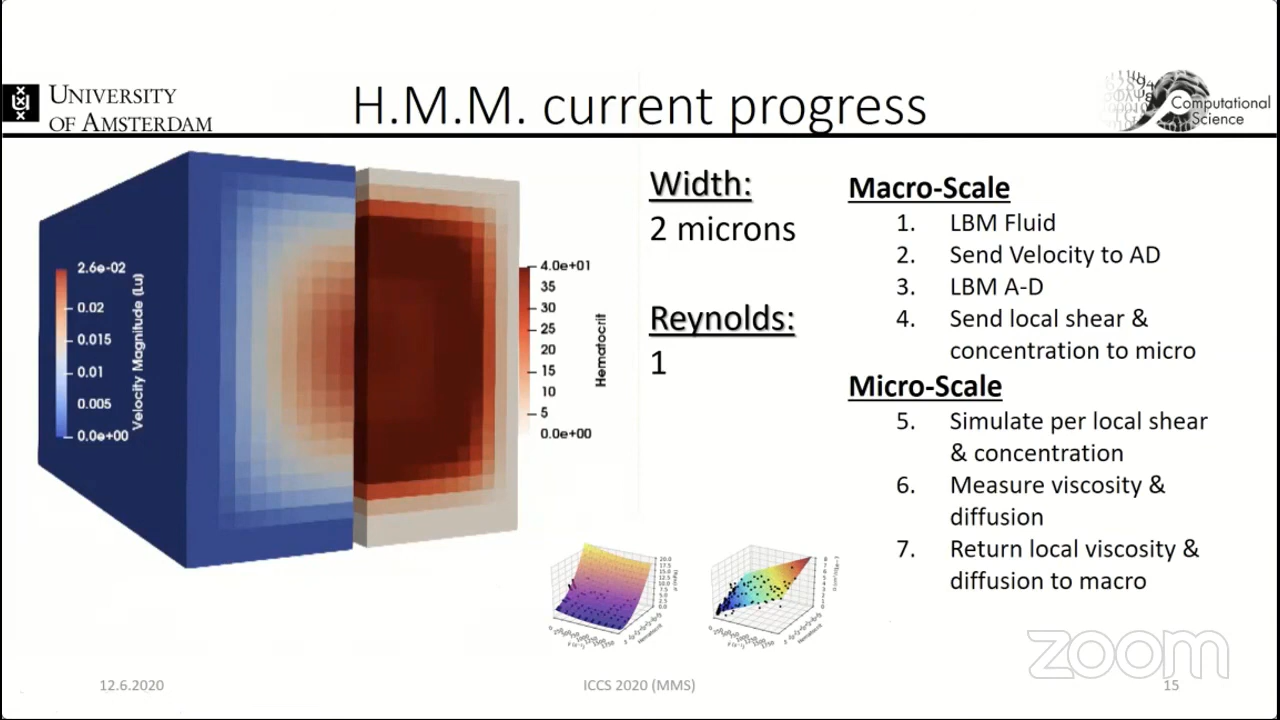 UNIVERSITY
OF AMSTERDAM
H.M.M. current progress
Computational
Science
2.6e-02
0.02
0.015
0.01
0.005
0.0e+00
Velocity Magnitude (Lu)
4.0e+01
35
30
25
20
15
10
5
0.0e+00
Hematocrit
Width:
2 microns
Reynolds:
1
Macro-Scale
1. LBM Fluid
2. Send Velocity to AD
3. LBM A-D
4. Send local shear &
concentration to micro
Micro-Scale
5. Simulate per local shear
& concentration
6. Measure viscosity &
diffusion
7. Return local viscosity &
diffusion to macro
Hematocrit
Hematocrit
zoom
12.6.2020
ICCS 2020 (MMS)
15